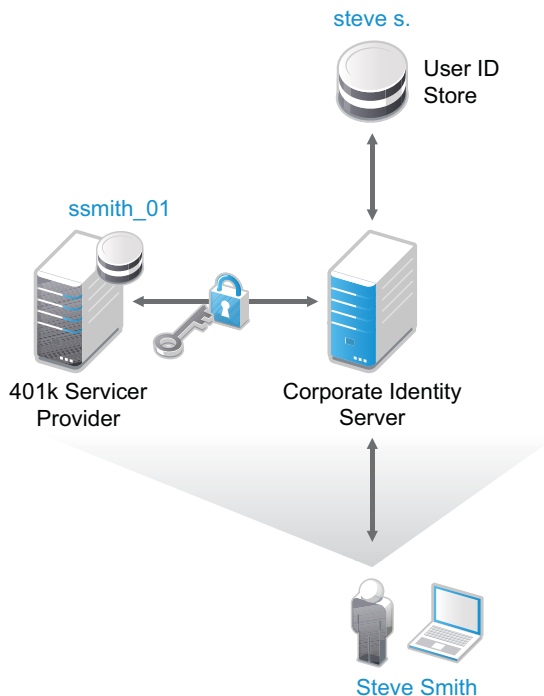 steve s.
User ID
Store
ssmith_01
401k Servicer
Provider
Corporate Identity
Server
Steve Smith